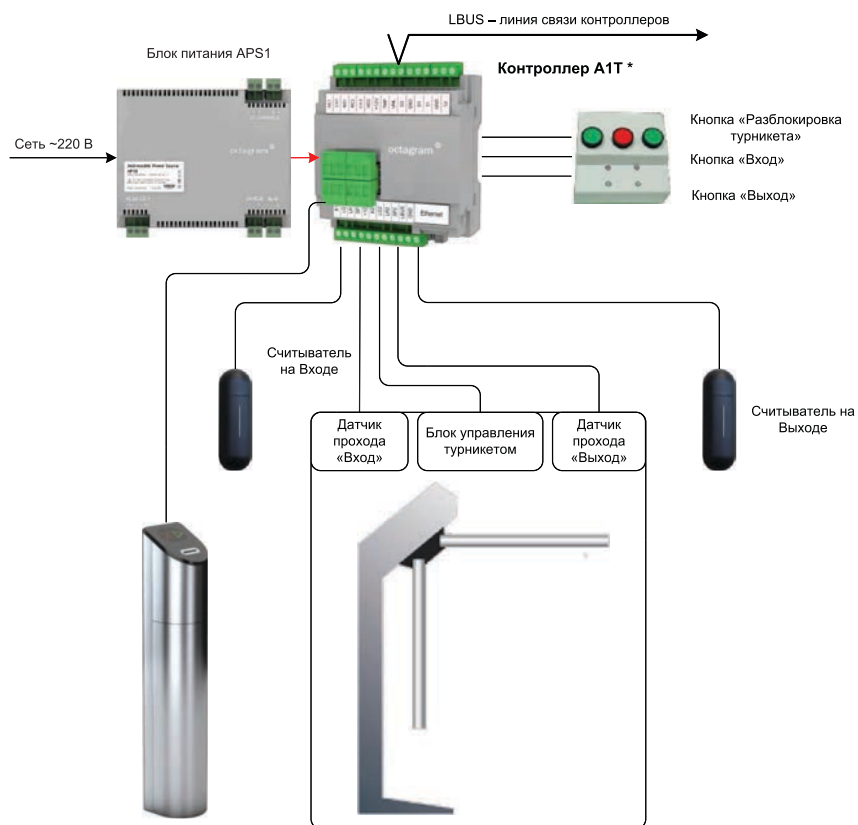 LBUS – линия связи контроллеров
Блок питания APS1
Контроллер A1T *
Сеть ~220 В
octagram
octagram
Ethernet
Кнопка «Разблокировка
турникета»
Кнопка «Вход»
Кнопка «Выход»
Считыватель
на Входе
Считыватель на
Выходе
Датчик
прохода
«Вход»
Блок управления
турникетом
Датчик
прохода
«Выход»